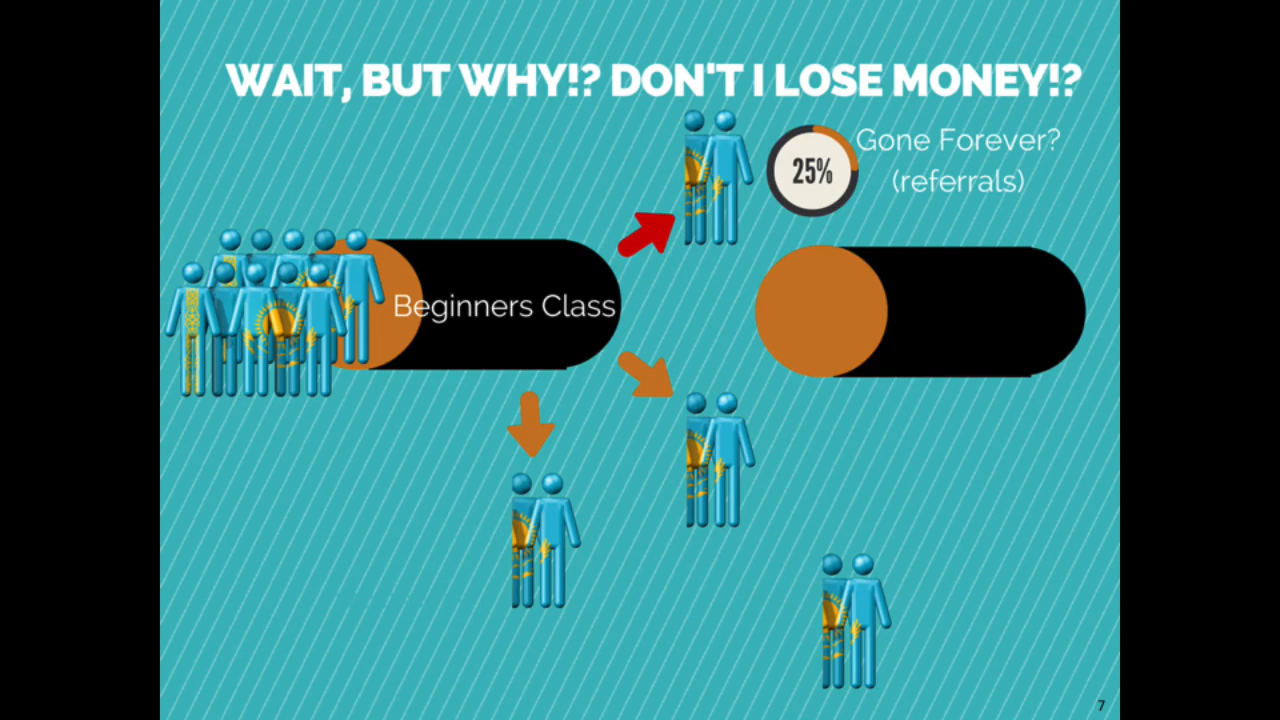 WAIT, BUT WHY!? DON'T I LOSE MONEY!?
25%
Gone Forever?
(referrals)
Beginners Class
7